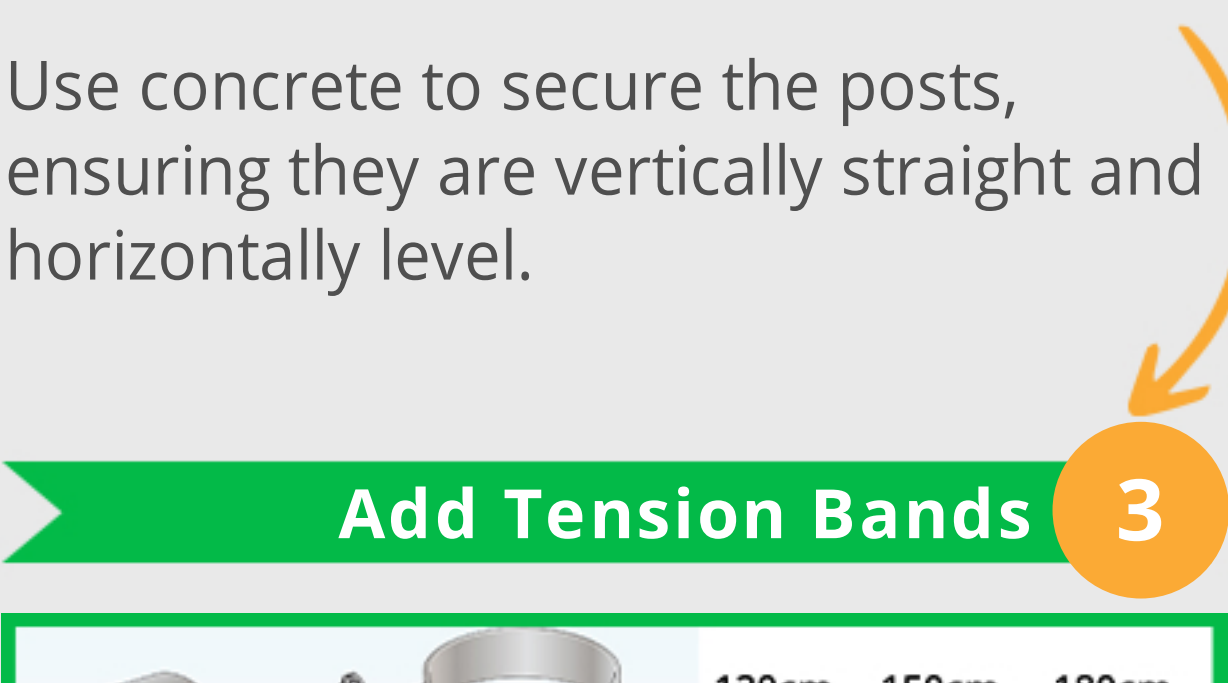 Use concrete to secure the posts,
ensuring they are vertically straight and
horizontally level.
Add Tension Bands
3